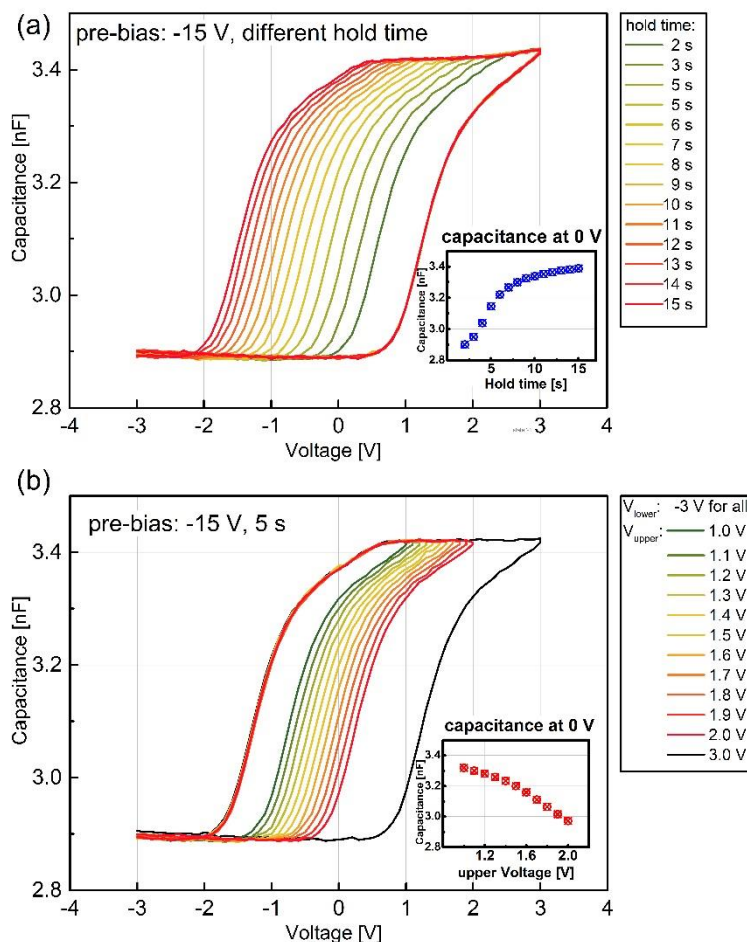 (a)
pre-bias: -15 V, different hold time
hold time:
2 s
3 s
5 s
5 s
6 s
7 s
8 s
9 s
10 s
11 s
12 s
13 s
14 s
15 s
3.4
3.2
3.0
2.8
Capacitance [nF]
capacitance at 0 V
3.4
3.2
3.0
2.8
Capacitance [nF]
5 10 15
Hold time [s]
-4 -3 -2 -1 0 1 2 3 4
Voltage [V]
(b)
pre-bias: -15 V, 5 s
Vlower: -3 V for all
Vupper: 1.0 V
1.1 V
1.2 V
1.3 V
1.4 V
1.5 V
1.6 V
1.7 V
1.8 V
1.9 V
2.0 V
3.0 V
3.4
3.2
3.0
2.8
Capacitance [nF]
capacitance at 0 V
3.4
3.2
3.0
2.8
Capacitance [nF]
1.2 1.6 2.0
upper Voltage [V]
-4 -3 -2 -1 0 1 2 3 4
Voltage [V]